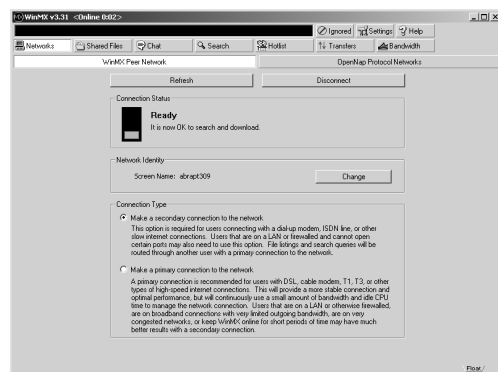 WinMX v3.31 <Online 0:02>
Ignored Settings Help
Networks Shared Files Chat Search Hotlist Transfers Bandwidth
WinMX Peer Network OpenNap Protocol Networks
Refresh Disconnect
Connection Status
Ready
It is now OK to search and download.
Network Identity
Screen Name: abrapt309 Change
Connection Type
Make a secondary connection to the network
This option is required for users connecting with a dial-up modem, ISDN line, or other
slow internet connections. Users that are on a LAN or firewalled and cannot open
certain ports may also need to use this option. File listings and search queries will be
routed through another user with a primary connection to the network.
Make a primary connection to the network.
A primary connection is recommended for users with DSL, cable modem, T1, T3, or other
types of high-speed internet connections. This will provide a more stable connection and
optimal performance, but will continuously use a small amount of bandwidth and idle CPU
time to manage the network connection. Users that are on a LAN or otherwise firewalled,
are on broadband connections with very limited outgoing bandwidth, are on very
congested networks, or keep WinMX online for short periods of time may have much
better results with a secondary connection.
Float